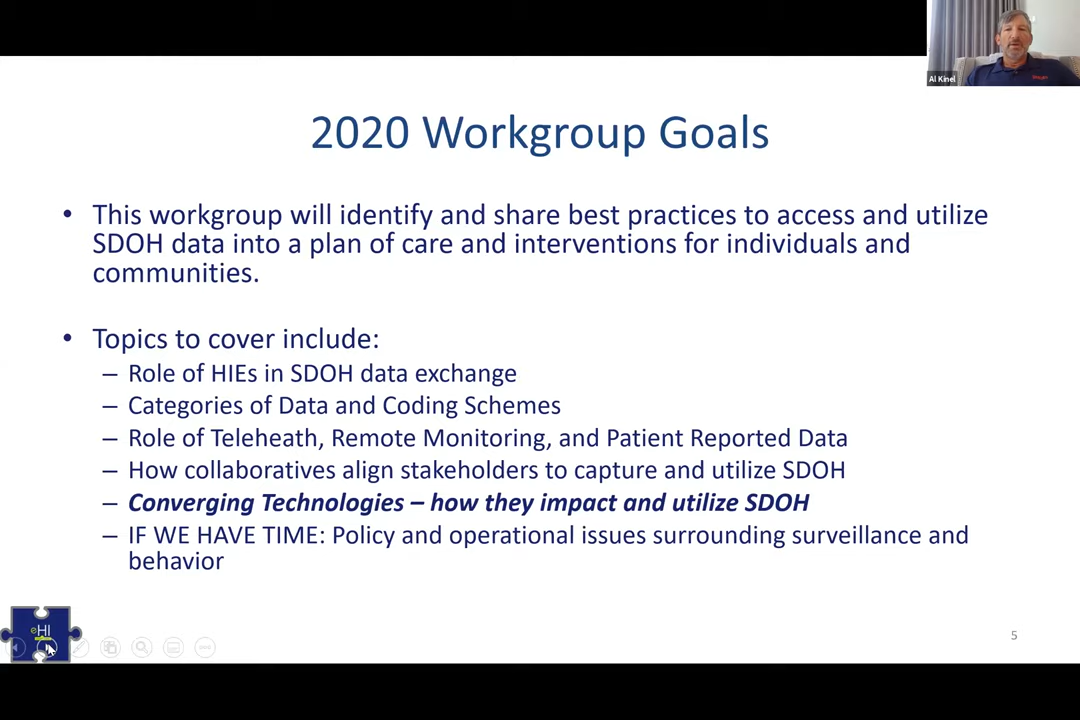 Al Kinel
2020 Workgroup Goals
• This workgroup will identify and share best practices to access and utilize
SDOH data into a plan of care and interventions for individuals and
communities.
• Topics to cover include:
– Role of HIEs in SDOH data exchange
– Categories of Data and Coding Schemes
– Role of Teleheath, Remote Monitoring, and Patient Reported Data
– How collaboratives align stakeholders to capture and utilize SDOH
– Converging Technologies – how they impact and utilize SDOH
– IF WE HAVE TIME: Policy and operational issues surrounding surveillance and
behavior
eHI
5